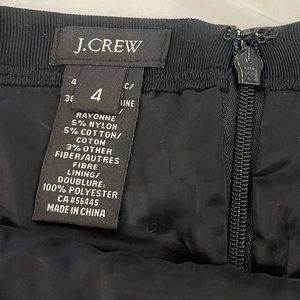 J.CREW
4
RAYONNE
5% NYLON
5% COTTON/
COTON
3% OTHER
FIBER/AUTRES
FIBRE
LINING/
DOUBLURE:
100% POLYESTER
CA#56445
MADE IN CHINA